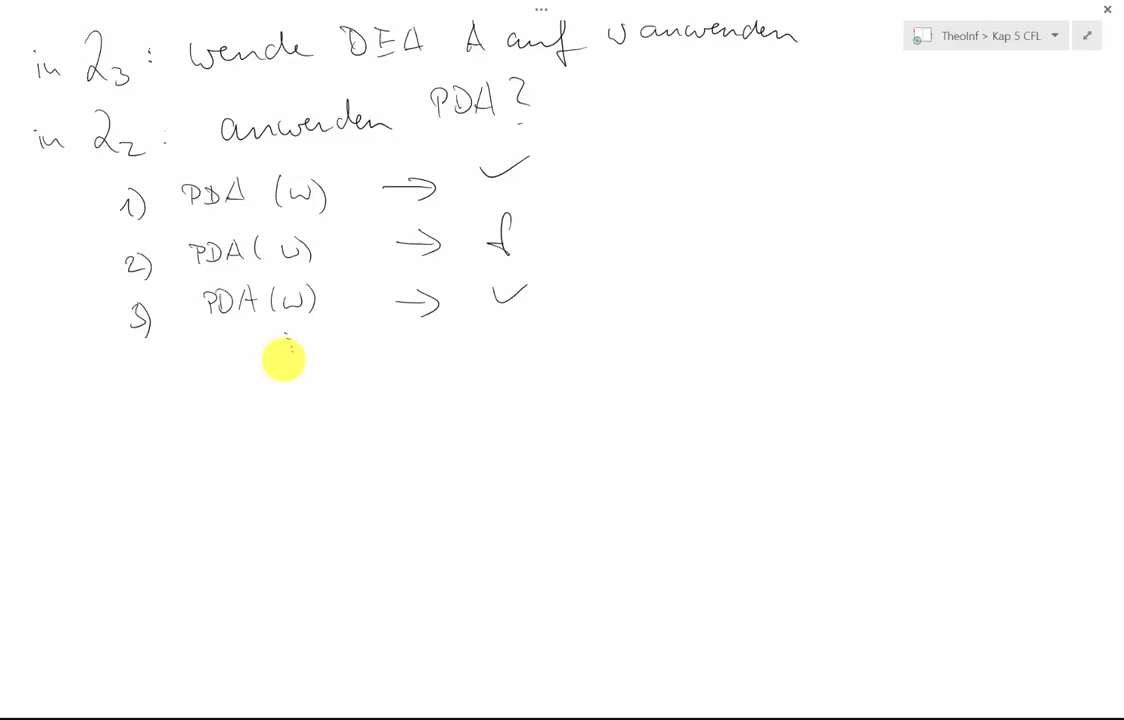 in L₃ : wende DEA A auf w anwenden
TheoInf > Kap 5 CFL
in L₂ : anwenden PDA?
1) PDA (w) → ✓
2) PDA (w) → f
3) PDA (w) → ✓
⋮